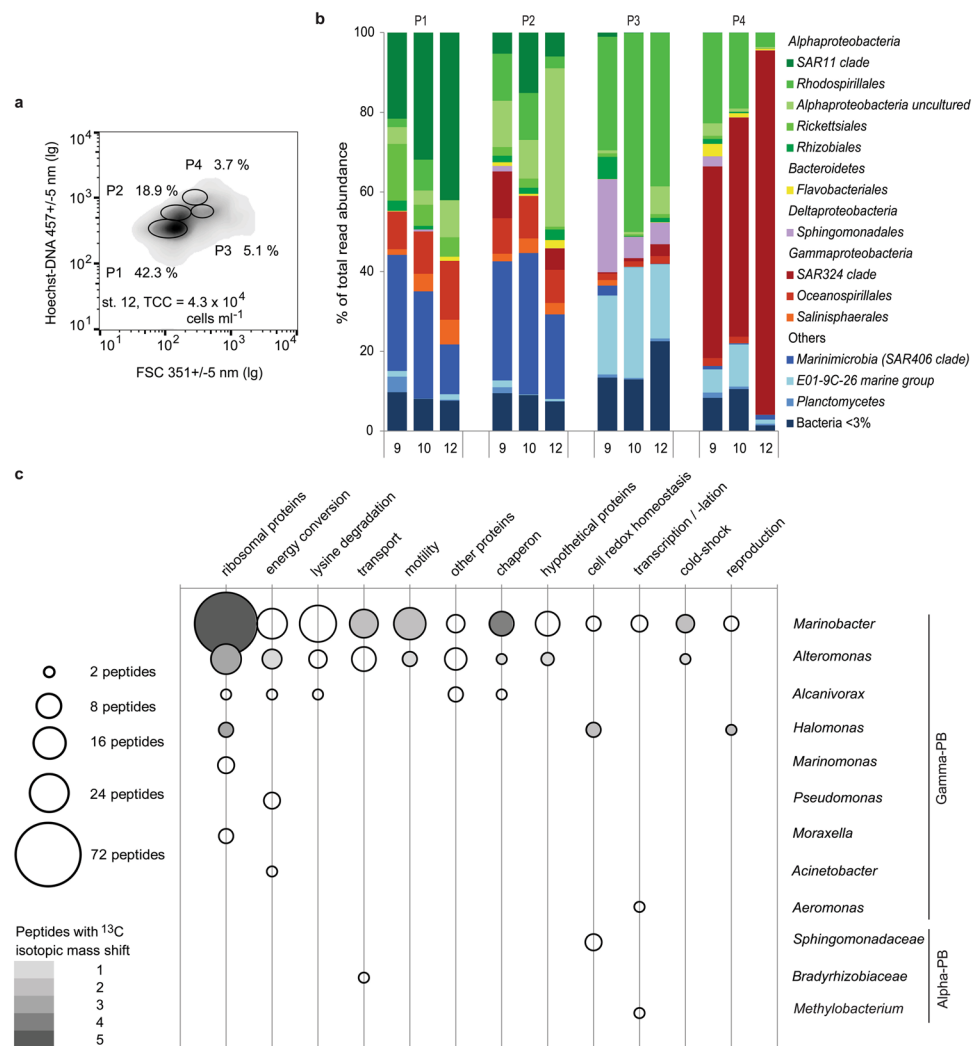 a
10⁴
10³
10²
10¹
Hoechst-DNA 457+/-5 nm (lg)
P4 3.7 %
P2 18.9 %
P3 5.1 %
P1 42.3 %
st. 12, TCC = 4.3 x 10⁴
cells ml⁻¹
10¹ 10² 10³ 10⁴
FSC 351+/-5 nm (lg)
b
P1 P2 P3 P4
% of total read abundance
100
80
60
40
20
0
9 10 12 9 10 12 9 10 12 9 10 12
Alphaproteobacteria
SAR11 clade
Rhodospirillales
Alphaproteobacteria uncultured
Rickettsiales
Rhizobiales
Bacteroidetes
Flavobacteriales
Deltaproteobacteria
Sphingomonadales
Gammaproteobacteria
SAR324 clade
Oceanospirillales
Salinisphaerales
Others
Marinimicrobia (SAR406 clade)
E01-9C-26 marine group
Planctomycetes
Bacteria <3%
c
ribosomal proteins
energy conversion
lysine degradation
transport
motility
other proteins
chaperon
hypothetical proteins
cell redox homeostasis
transcription / -lation
cold-shock
reproduction
Marinobacter
Alteromonas
Alcanivorax
Halomonas
Marinomonas
Pseudomonas
Moraxella
Acinetobacter
Aeromonas
Sphingomonadaceae
Bradyrhizobiaceae
Methylobacterium
Gamma-PB
Alpha-PB
2 peptides
8 peptides
16 peptides
24 peptides
72 peptides
Peptides with ¹³C
isotopic mass shift
1
2
3
4
5